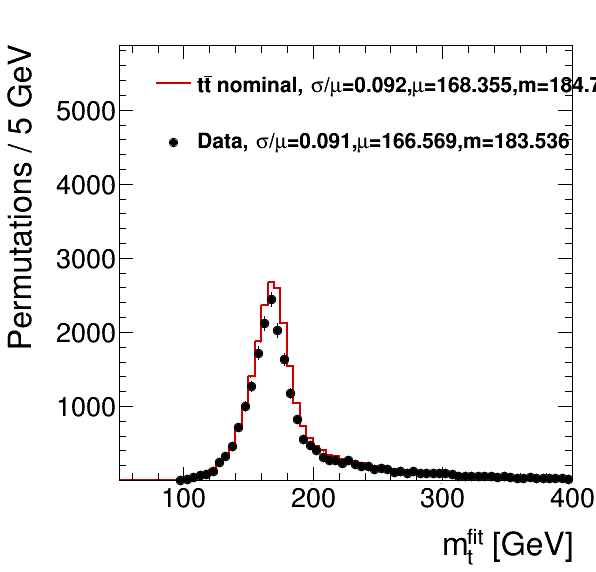 Permutations / 5 GeV
tt̄ nominal, σ/μ=0.092,μ=168.355,m=184.7
Data, σ/μ=0.091,μ=166.569,m=183.536
5000
4000
3000
2000
1000
100 200 300 400
m_t^fit [GeV]